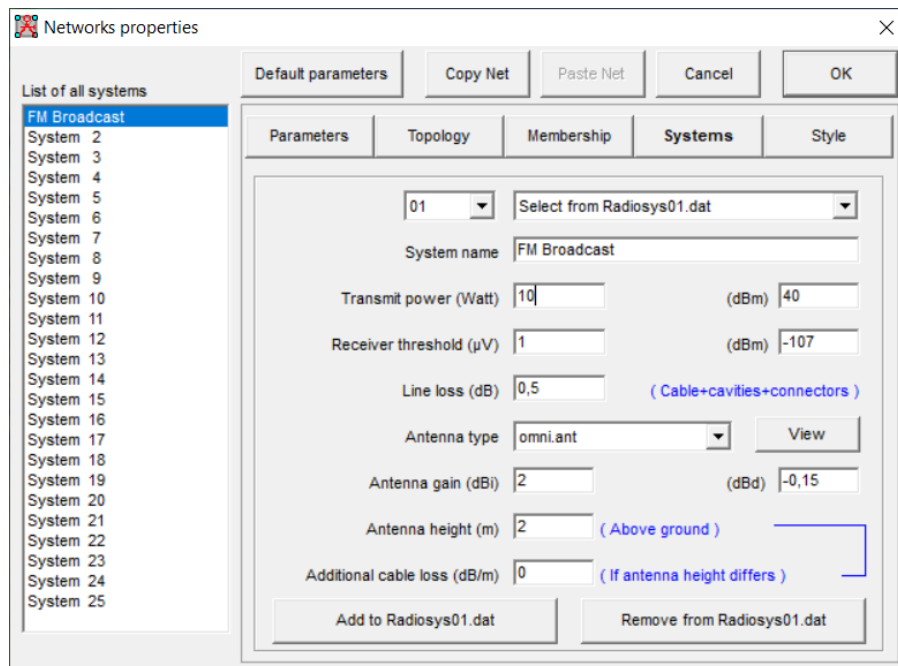 Networks properties
Default parameters Copy Net Paste Net Cancel OK
List of all systems
FM Broadcast
System 2
System 3
System 4
System 5
System 6
System 7
System 8
System 9
System 10
System 11
System 12
System 13
System 14
System 15
System 16
System 17
System 18
System 19
System 20
System 21
System 22
System 23
System 24
System 25
Parameters Topology Membership Systems Style
01 Select from Radiosys01.dat
System name FM Broadcast
Transmit power (Watt) 10 (dBm) 40
Receiver threshold (µV) 1 (dBm) -107
Line loss (dB) 0,5 ( Cable+cavities+connectors )
Antenna type omni.ant View
Antenna gain (dBi) 2 (dBd) -0,15
Antenna height (m) 2 ( Above ground )
Additional cable loss (dB/m) 0 ( If antenna height differs )
Add to Radiosys01.dat Remove from Radiosys01.dat